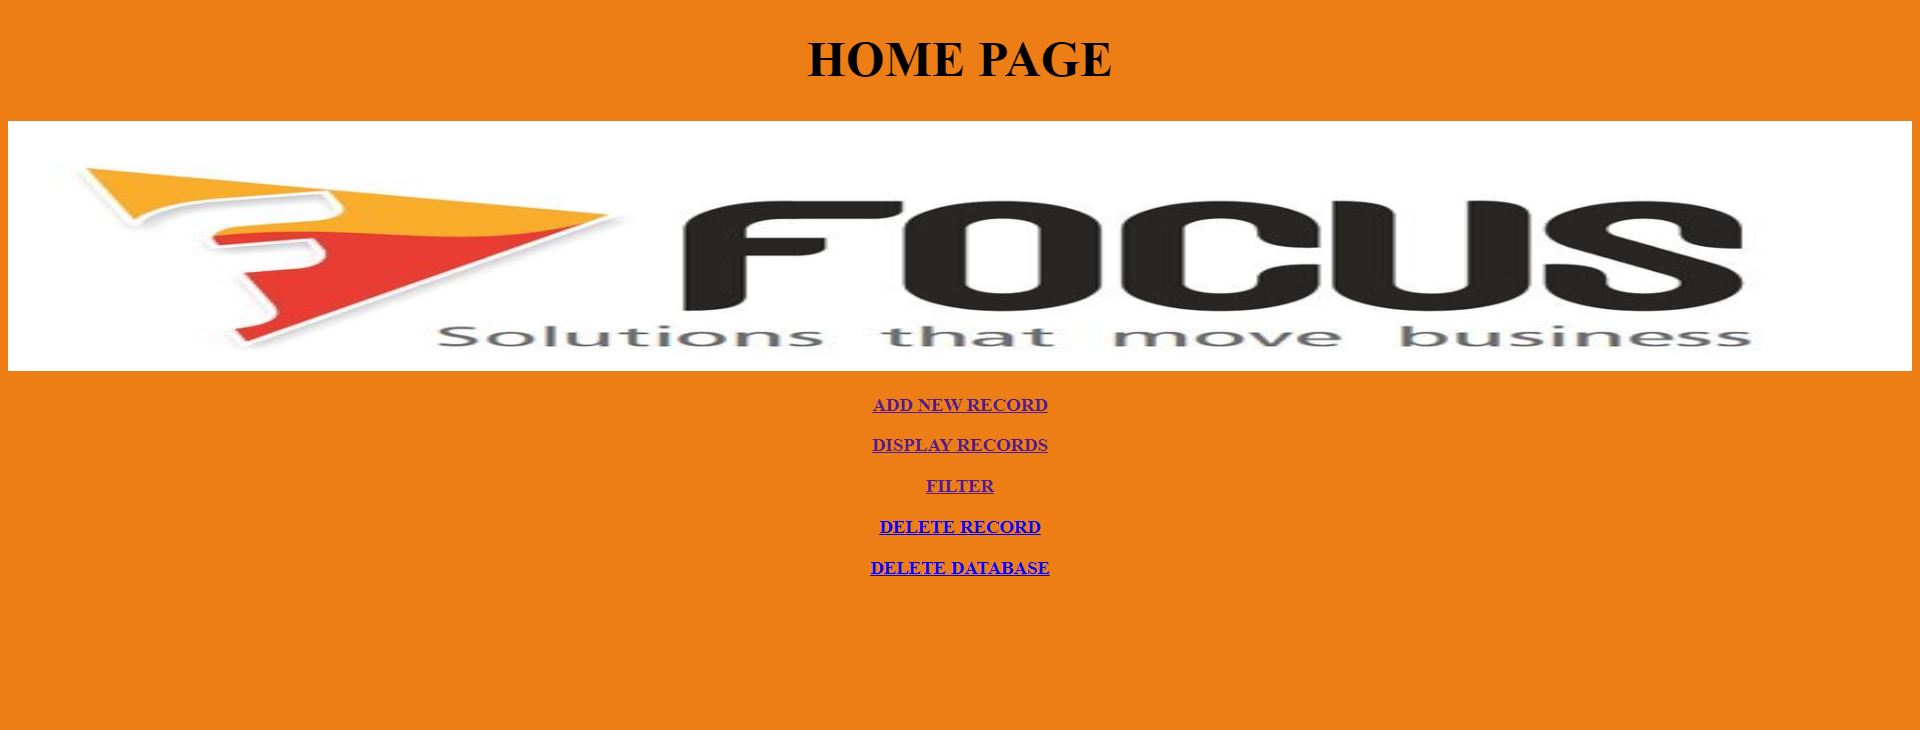 HOME PAGE
FOCUS
Solutions that move business
ADD NEW RECORD
DISPLAY RECORDS
FILTER
DELETE RECORD
DELETE DATABASE